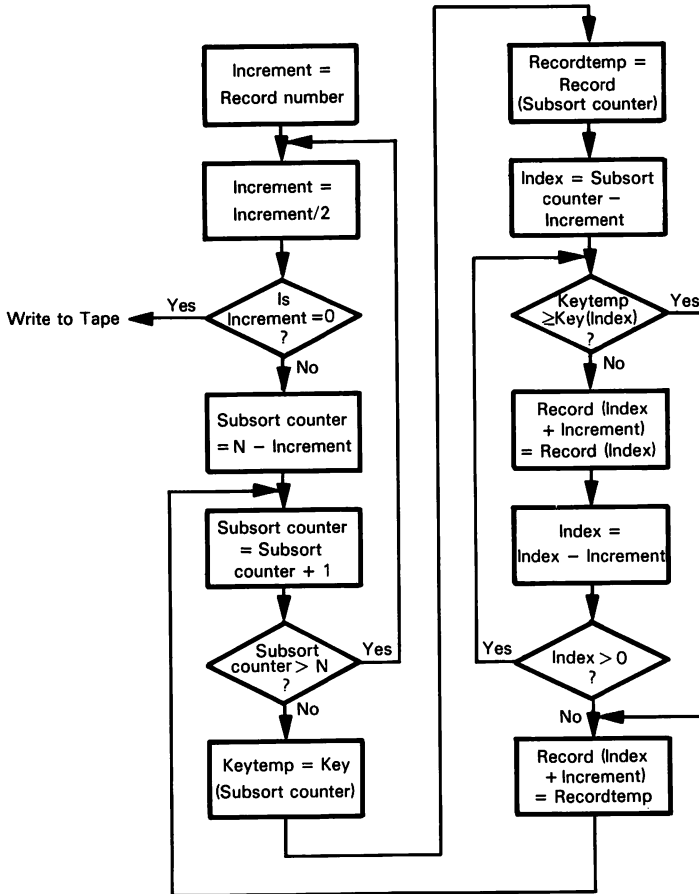 Increment =
Record number
Increment =
Increment/2
Is
Increment = 0
?
Yes
Write to Tape
No
Subsort counter
= N – Increment
Subsort counter
= Subsort
counter + 1
Subsort
counter > N
?
Yes
No
Keytemp = Key
(Subsort counter)
Recordtemp =
Record
(Subsort counter)
Index = Subsort
counter –
Increment
Keytemp
≥Key(Index)
?
Yes
No
Record (Index
+ Increment)
= Record (Index)
Index =
Index – Increment
Index > 0
?
Yes
No
Record (Index
+ Increment)
= Recordtemp